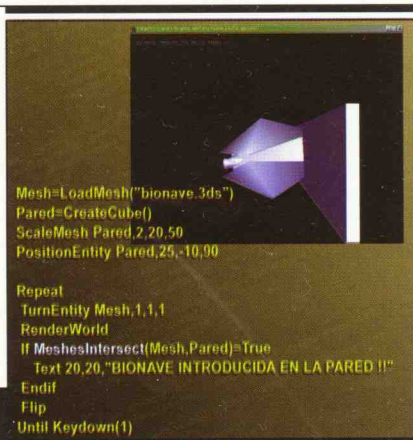 Mesh=LoadMesh("bionave.3ds")
Pared=CreateCube()
ScaleMesh Pared,2,20,50
PositionEntity Pared,25,-10,90
Repeat
TurnEntity Mesh,1,1,1
RenderWorld
If MeshesIntersect(Mesh,Pared)=True
Text 20,20,"BIONAVE INTRODUCIDA EN LA PARED !!"
Endif
Flip
Until Keydown(1)